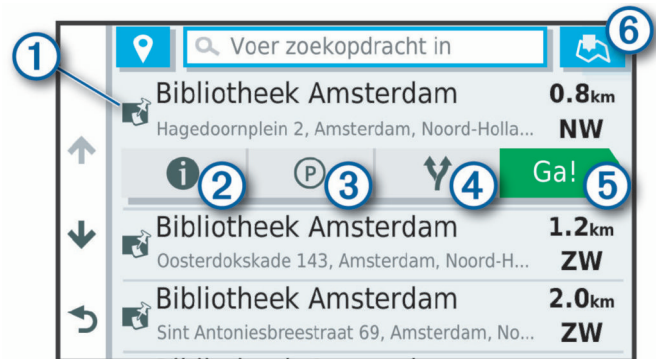 Voer zoekopdracht in
6
1
Bibliotheek Amsterdam 0.8km
Hagedoornplein 2, Amsterdam, Noord-Holla... NW
i 2 P 3 4 Ga! 5
Bibliotheek Amsterdam 1.2km
Oosterdokskade 143, Amsterdam, Noord-H... ZW
Bibliotheek Amsterdam 2.0km
Sint Antoniesbreestraat 69, Amsterdam, No... ZW